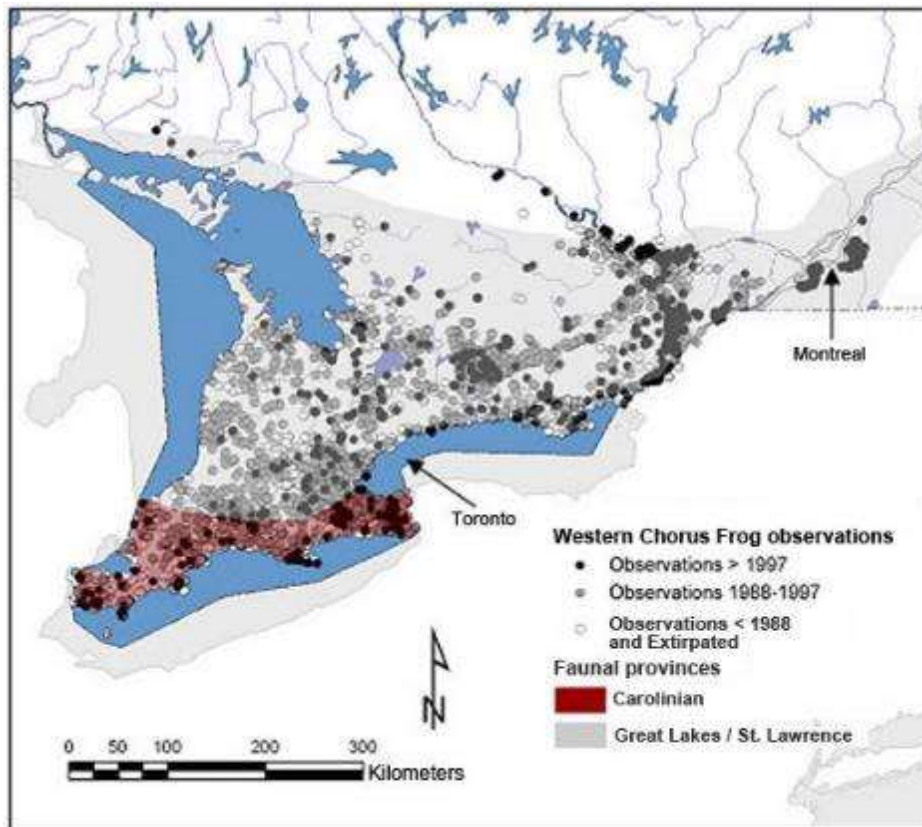 Montreal
Toronto
Western Chorus Frog observations
Observations > 1997
Observations 1988-1997
Observations < 1988
and Extirpated
Faunal provinces
Carolinian
Great Lakes / St. Lawrence
N
0 50 100 200 300
Kilometers